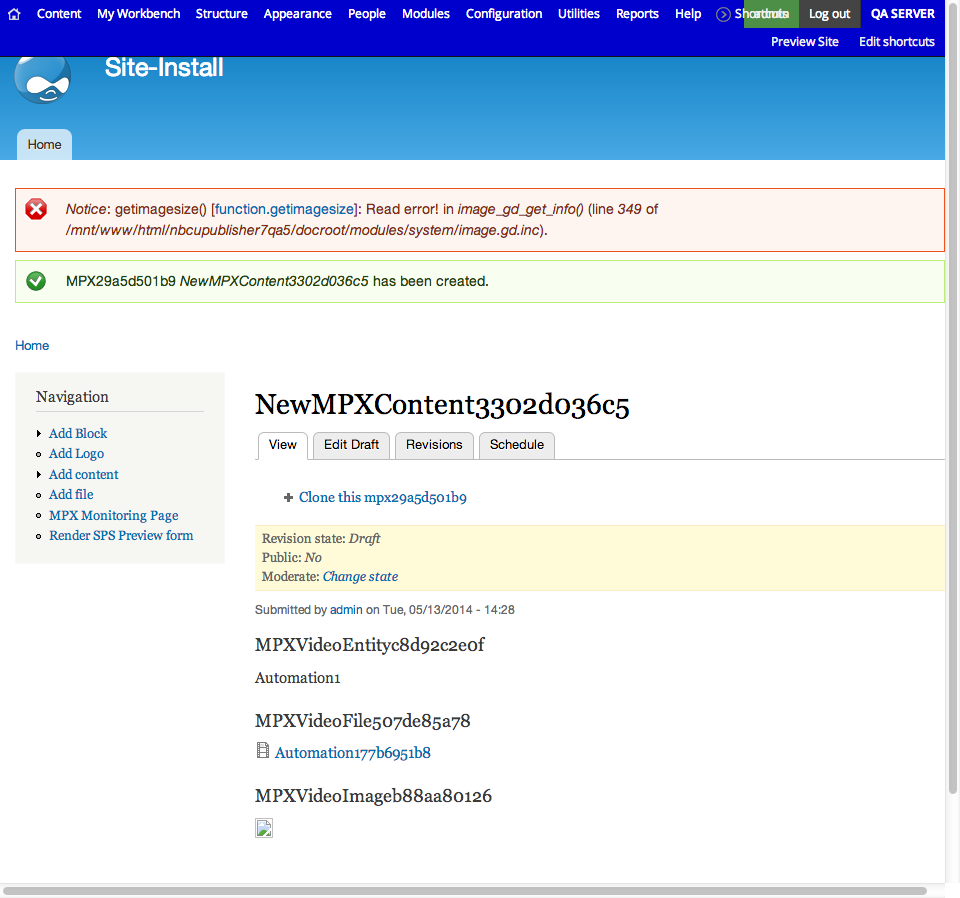 Content My Workbench Structure Appearance People Modules Configuration Utilities Reports Help Shortcuts Log out QA SERVER
Preview Site Edit shortcuts
Site-Install
Home
Notice: getimagesize() [function.getimagesize]: Read error! in image_gd_get_info() (line 349 of
/mnt/www/html/nbcupublisher7qa5/docroot/modules/system/image.gd.inc).
MPX29a5d501b9 NewMPXContent3302d036c5 has been created.
Home
Navigation
Add Block
Add Logo
Add content
Add file
MPX Monitoring Page
Render SPS Preview form
NewMPXContent3302d036c5
View Edit Draft Revisions Schedule
Clone this mpx29a5d501b9
Revision state: Draft
Public: No
Moderate: Change state
Submitted by admin on Tue, 05/13/2014 - 14:28
MPXVideoEntityc8d92c2e0f
Automation1
MPXVideoFile507de85a78
Automation177b6951b8
MPXVideoImageb88aa80126